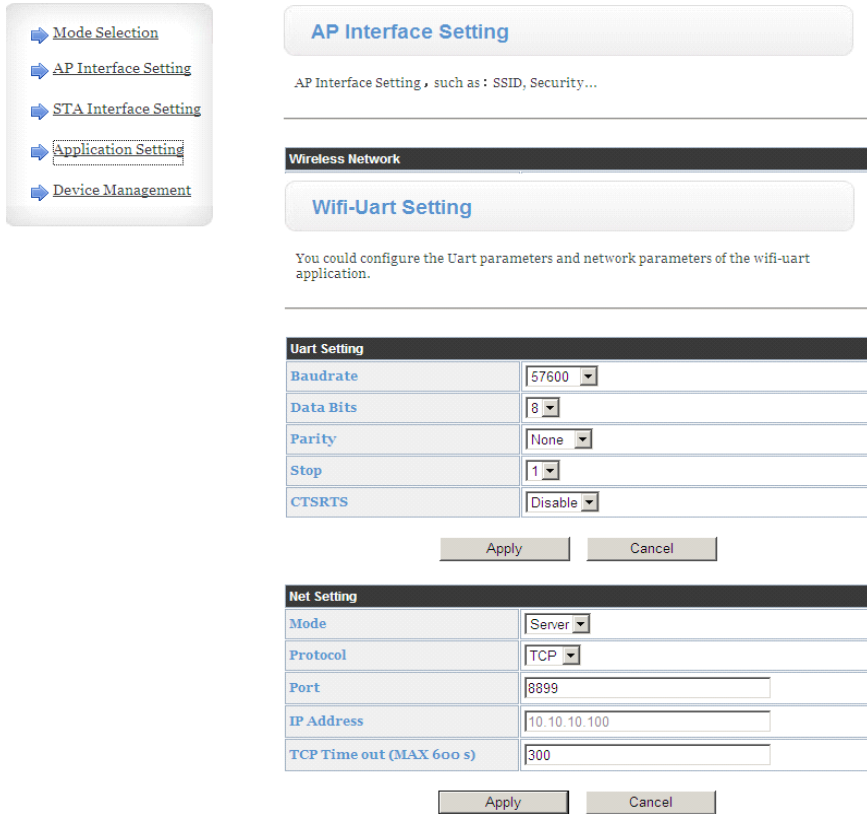 Mode Selection
AP Interface Setting
STA Interface Setting
Application Setting
Device Management
AP Interface Setting
AP Interface Setting, such as: SSID, Security...
Wireless Network
Wifi-Uart Setting
You could configure the Uart parameters and network parameters of the wifi-uart
application.
Uart Setting
Baudrate 57600
Data Bits 8
Parity None
Stop 1
CTSRTS Disable
Apply Cancel
Net Setting
Mode Server
Protocol TCP
Port 8899
IP Address 10.10.10.100
TCP Time out (MAX 600 s) 300
Apply Cancel